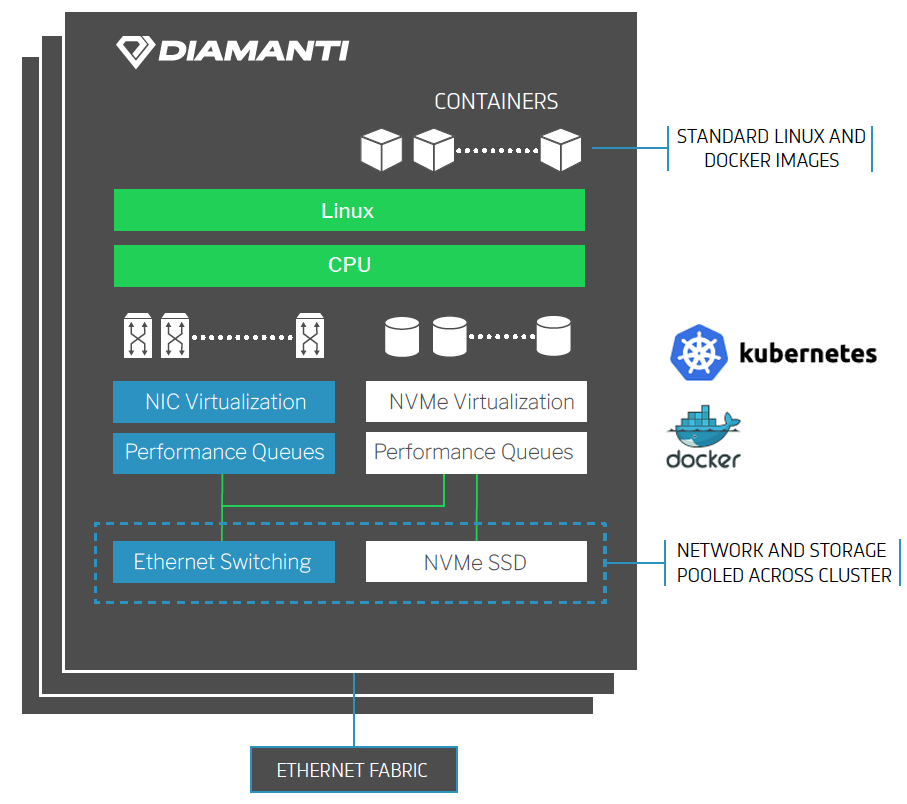 DIAMANTI
CONTAINERS
STANDARD LINUX AND
DOCKER IMAGES
Linux
CPU
kubernetes
NIC Virtualization
NVMe Virtualization
docker
Performance Queues
Performance Queues
Ethernet Switching
NVMe SSD
NETWORK AND STORAGE
POOLED ACROSS CLUSTER
ETHERNET FABRIC